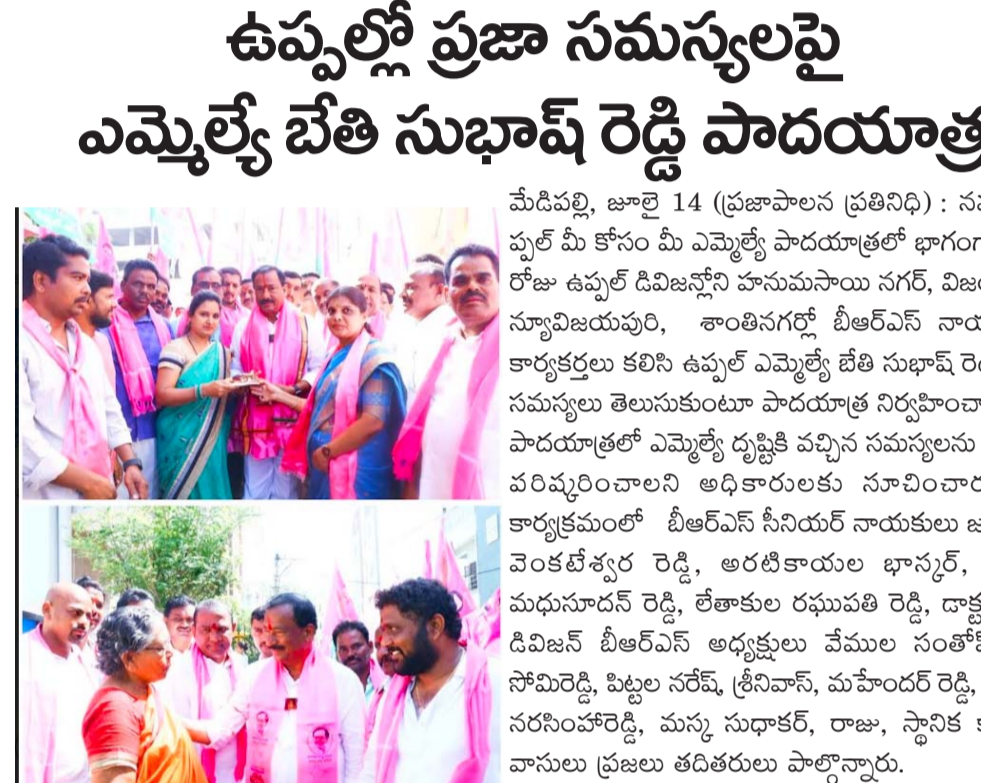 ఉప్పల్లో ప్రజా సమస్యలపై
ఎమ్మెల్యే బేతి సుభాష్ రెడ్డి పాదయాత్ర
మేడిపల్లి, జూలై 14 (ప్రజాపాలన ప్రతినిధి) :
ప్పల్ మీ కోసం మీ ఎమ్మెల్యే పాదయాత్రలో
రోజు ఉప్పల్ డివిజన్లోని హనుమసాయి నగర్,
న్యూవిజయపురి, శాంతినగర్లో బీఆర్ఎస్
కార్యకర్తలు కలిసి ఉప్పల్ ఎమ్మెల్యే బేతి సుభాష్
సమస్యలు తెలుసుకుంటూ పాదయాత్ర
పాదయాత్రలో ఎమ్మెల్యే దృష్టికి వచ్చిన సమస్యలను
పరిష్కరించాలని అధికారులకు
కార్యక్రమంలో బీఆర్ఎస్ సీనియర్ నాయకులు
వెంకటేశ్వర రెడ్డి, అరటికాయల భాస్కర్,
మధుసూదన్ రెడ్డి, లేతాకుల రఘుపతి రెడ్డి,
డివిజన్ బీఆర్ఎస్ అధ్యక్షులు వేముల
సోమిరెడ్డి, పిట్టల నరేష్, శ్రీనివాస్, మహేందర్ రెడ్డి,
నరసింహారెడ్డి, మస్క సుధాకర్, రాజు, స్థానిక
వాసులు ప్రజలు తదితరులు పాల్గొన్నారు.